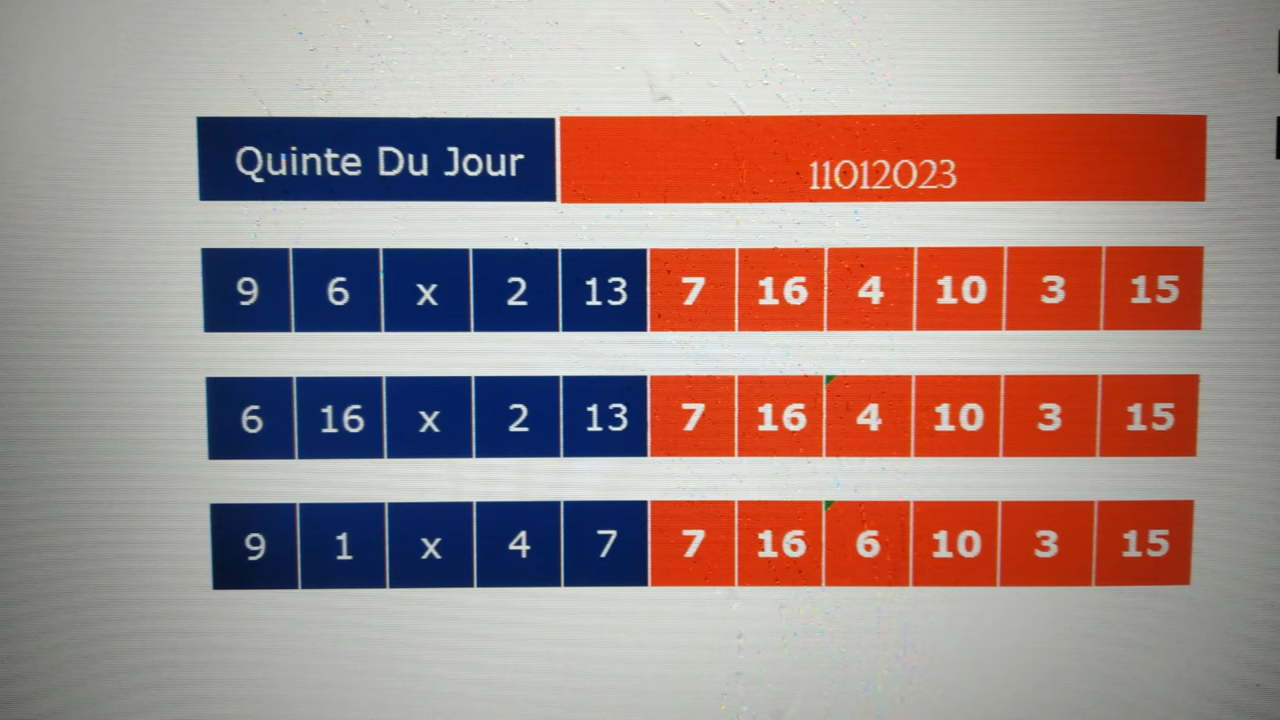 Quinte Du Jour 11012023
9 6 x 2 13 7 16 4 10 3 15
6 16 x 2 13 7 16 4 10 3 15
9 1 x 4 7 7 16 6 10 3 15